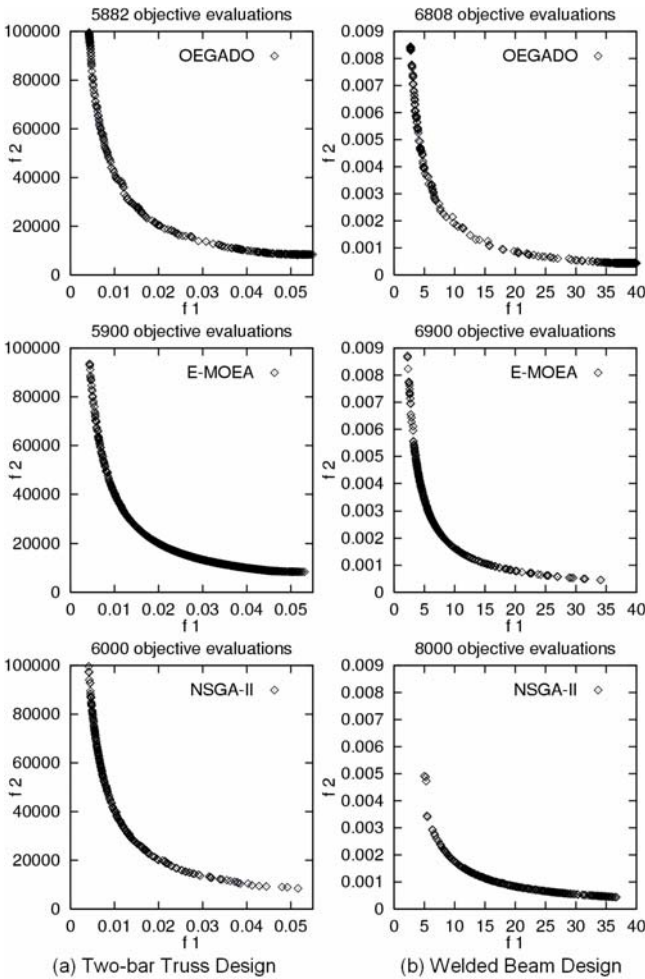 5882 objective evaluations
OEGADO
100000
80000
60000
40000
20000
0
f 2
0 0.01 0.02 0.03 0.04 0.05
f 1
6808 objective evaluations
OEGADO
0.009
0.008
0.007
0.006
0.005
0.004
0.003
0.002
0.001
0
f 2
0 5 10 15 20 25 30 35 40
f 1
5900 objective evaluations
E-MOEA
100000
80000
60000
40000
20000
0
f 2
0 0.01 0.02 0.03 0.04 0.05
f 1
6900 objective evaluations
E-MOEA
0.009
0.008
0.007
0.006
0.005
0.004
0.003
0.002
0.001
0
f 2
0 5 10 15 20 25 30 35 40
f 1
6000 objective evaluations
NSGA-II
100000
80000
60000
40000
20000
0
f 2
0 0.01 0.02 0.03 0.04 0.05
f 1
8000 objective evaluations
NSGA-II
0.009
0.008
0.007
0.006
0.005
0.004
0.003
0.002
0.001
0
f 2
0 5 10 15 20 25 30 35 40
f 1
(a) Two-bar Truss Design
(b) Welded Beam Design